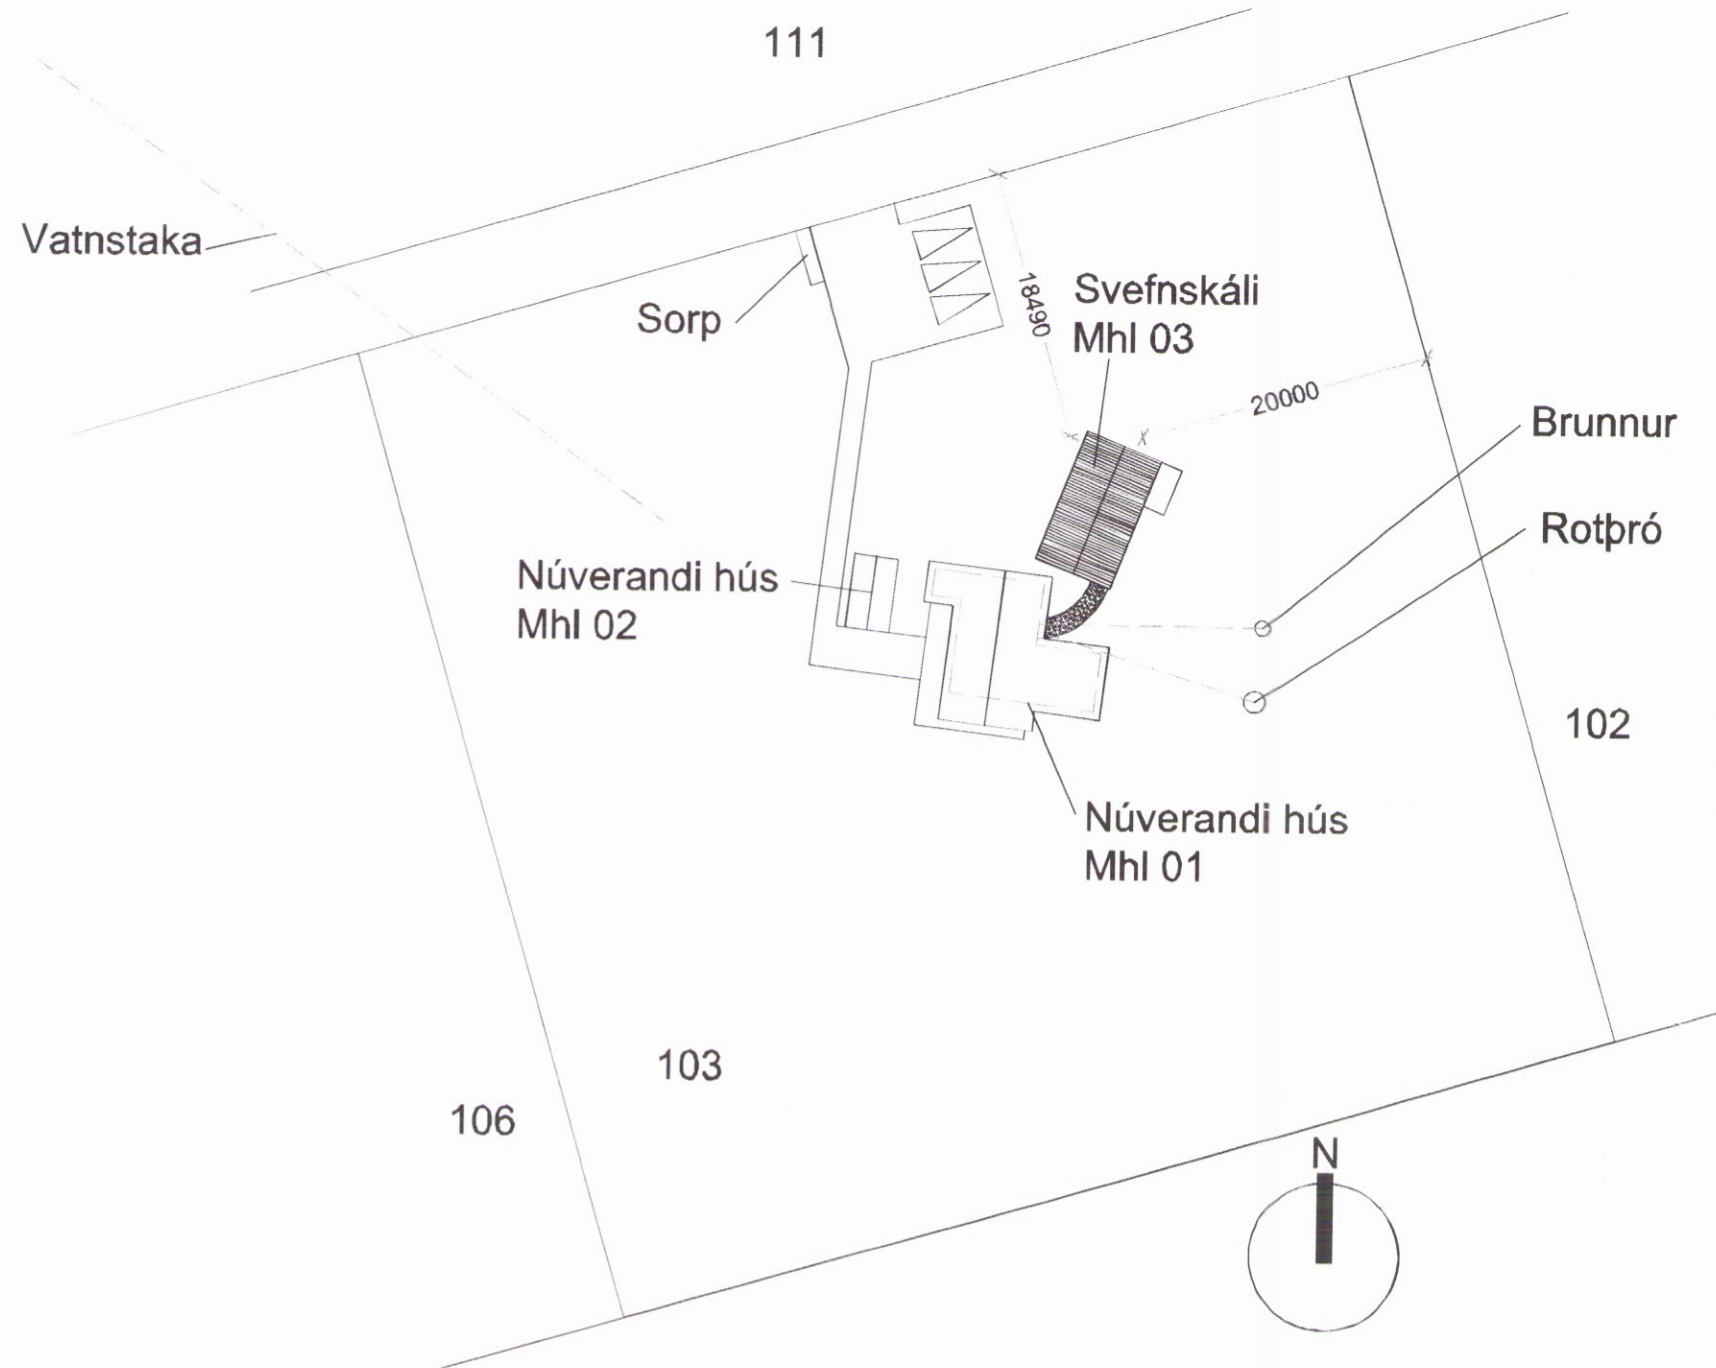 111
Vatnstaka
Sorp
18490
Svefnskáli
Mhl 03
20000
Brunnur
Rotþró
Núverandi hús
Mhl 02
102
Núverandi hús
Mhl 01
103
106
N